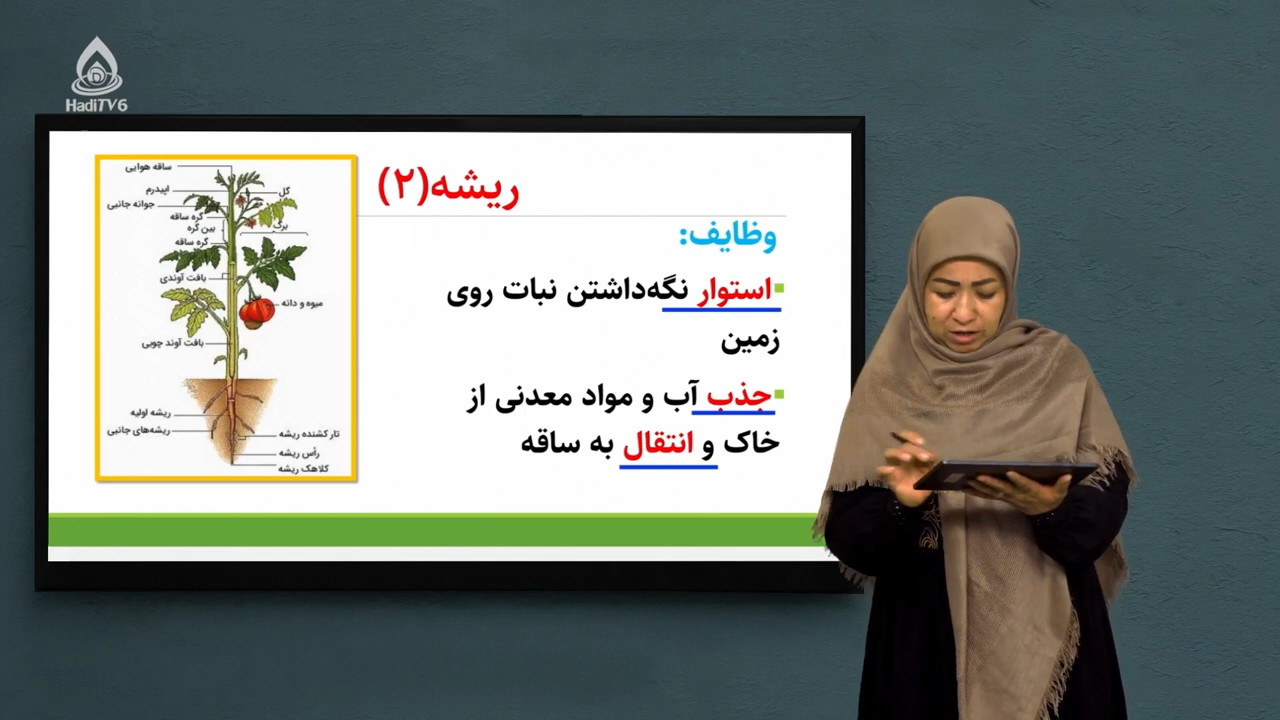 HadiTV6
ریشه(۲)
وظایف:
استوار نگه‌داشتن نبات روی
زمین
جذب آب و مواد معدنی از
خاک و انتقال به ساقه
ساقه هوایی
اپیدرم
گل
جوانه جانبی
گره ساقه
بین گره
برگ
گره ساقه
بافت آوندی
میوه و دانه
بافت آوند چوبی
ریشه اولیه
ریشه‌های جانبی
تار کشنده ریشه
رأس ریشه
کلاهک ریشه